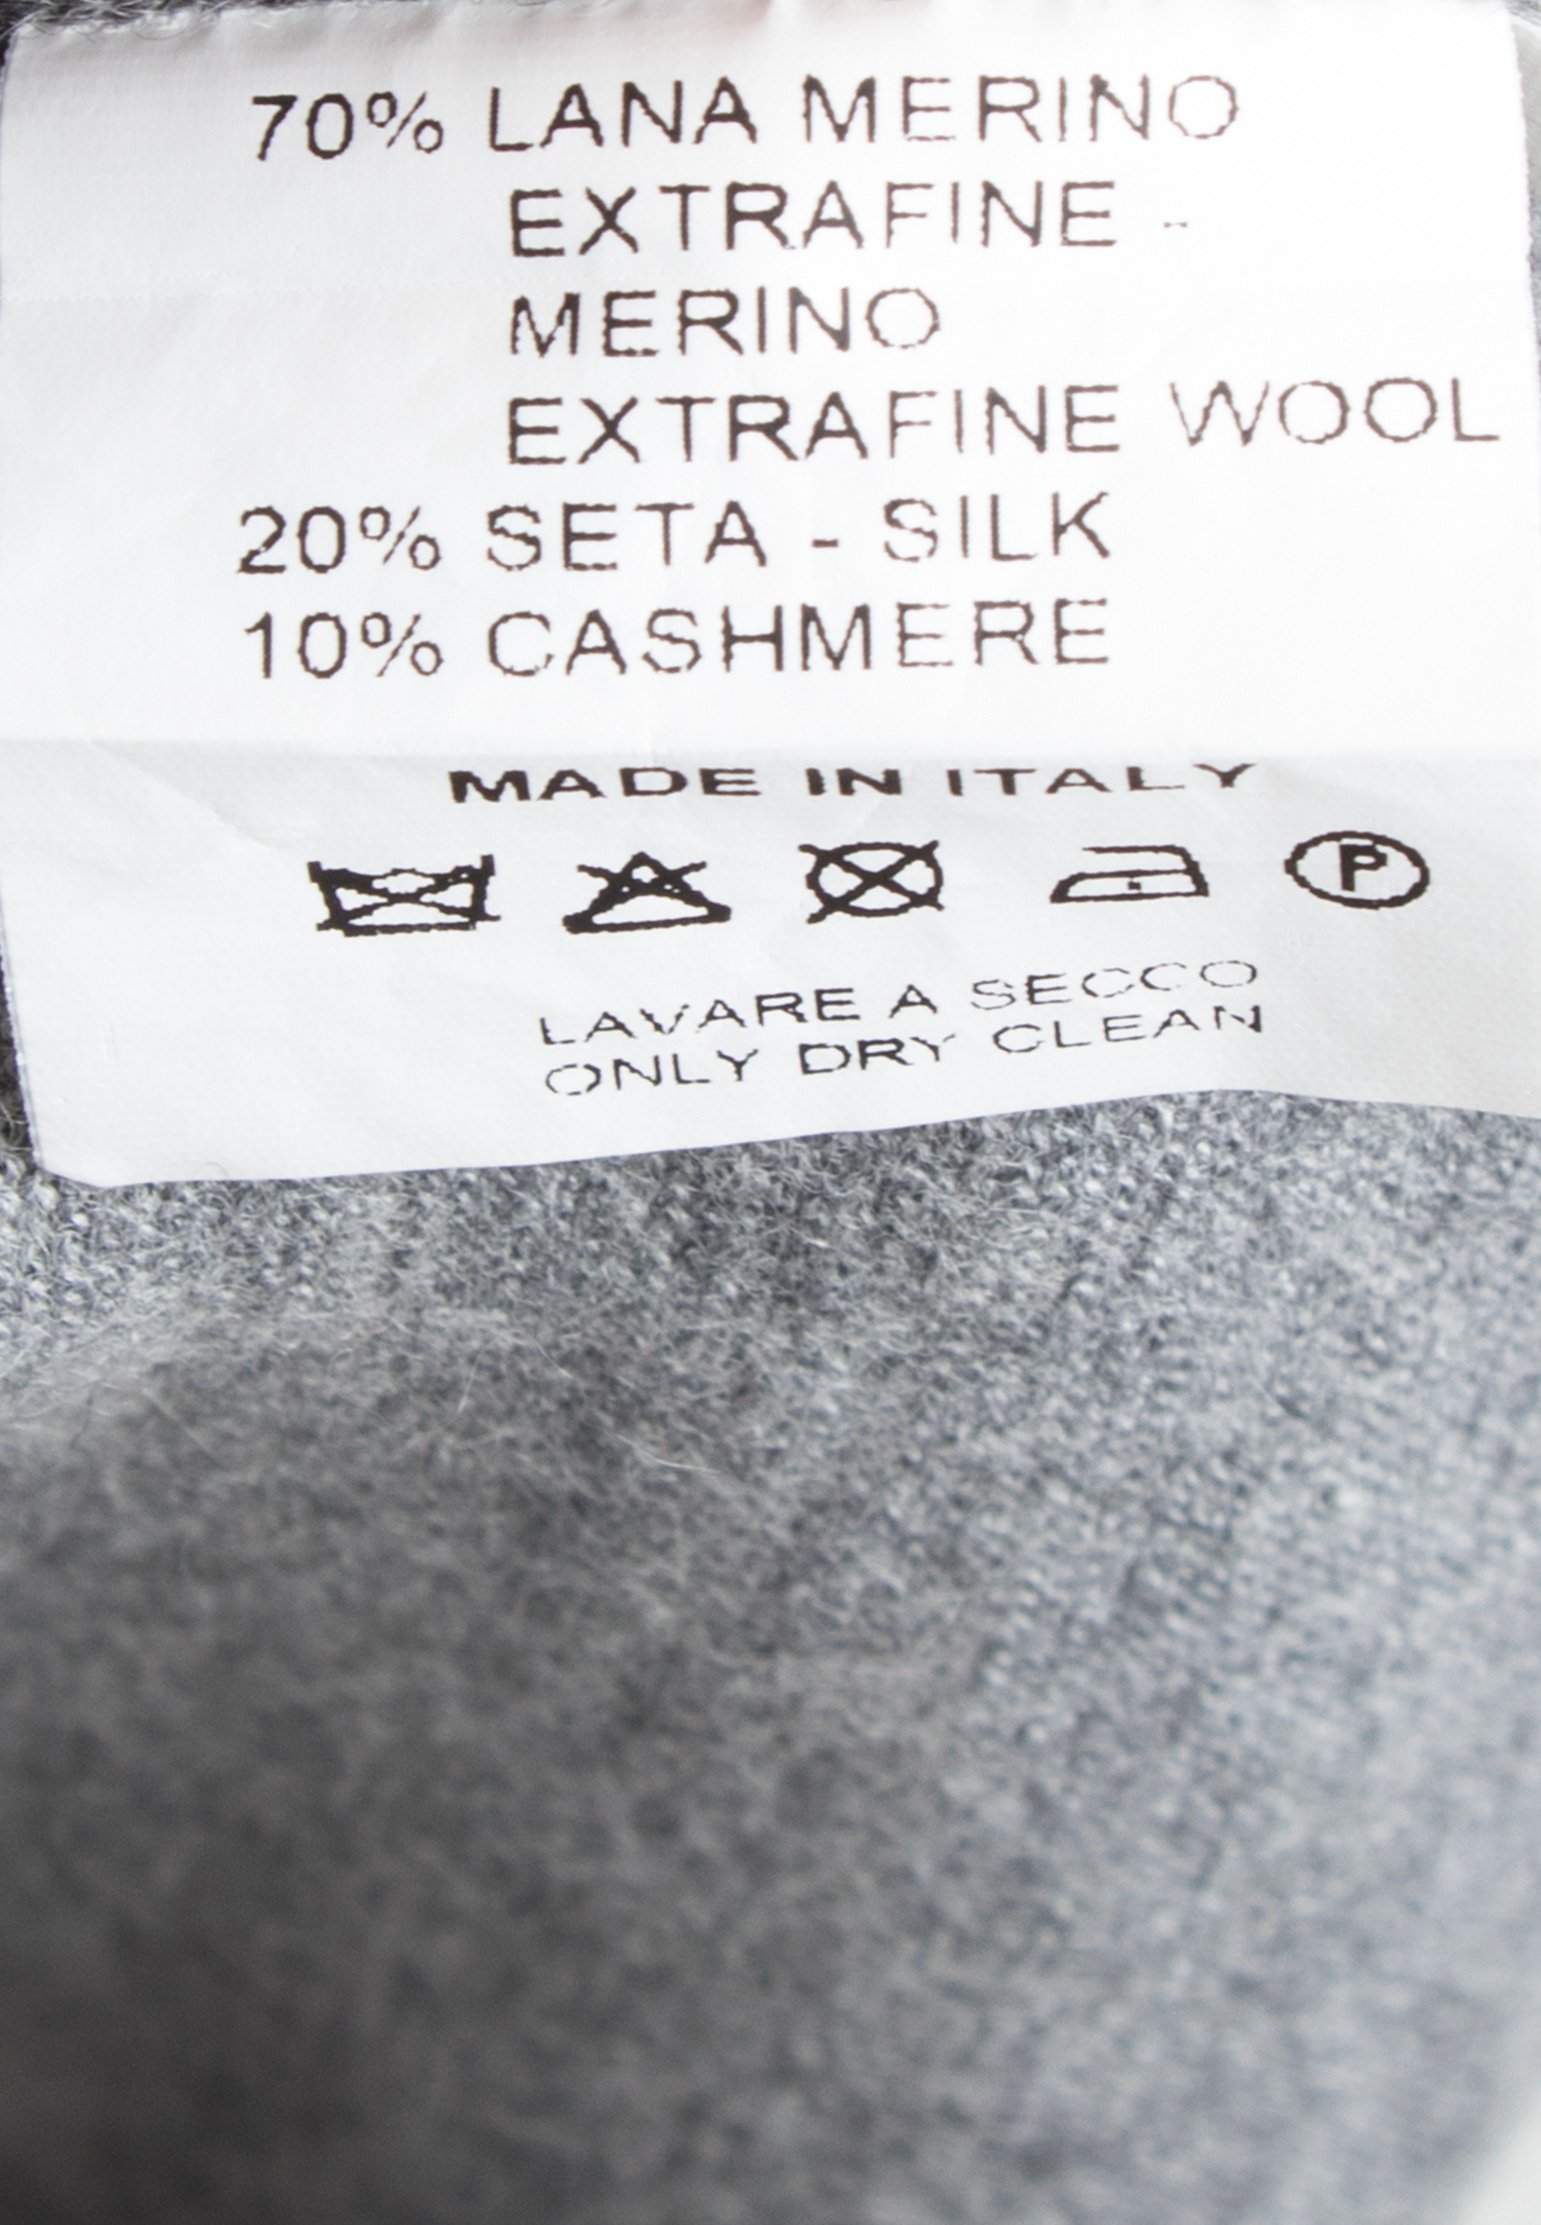 70% LANA MERINO
EXTRAFINE -
MERINO
EXTRAFINE WOOL
20% SETA - SILK
10% CASHMERE
MADE IN ITALY
P
LAVARE A SECCO
ONLY DRY CLEAN